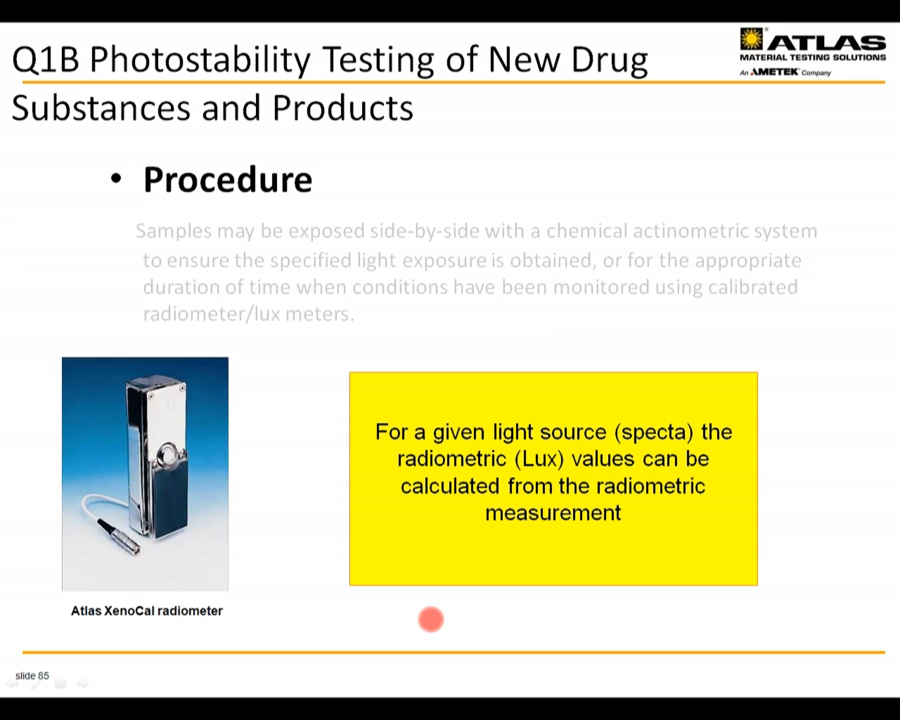 Q1B Photostability Testing of New Drug
Substances and Products
ATLAS
MATERIAL TESTING SOLUTIONS
An AMETEK Company
• Procedure
Samples may be exposed side-by-side with a chemical actinometric system
to ensure the specified light exposure is obtained, or for the appropriate
duration of time when conditions have been monitored using calibrated
radiometer/lux meters.
For a given light source (specta) the
radiometric (Lux) values can be
calculated from the radiometric
measurement
Atlas XenoCal radiometer
slide 85